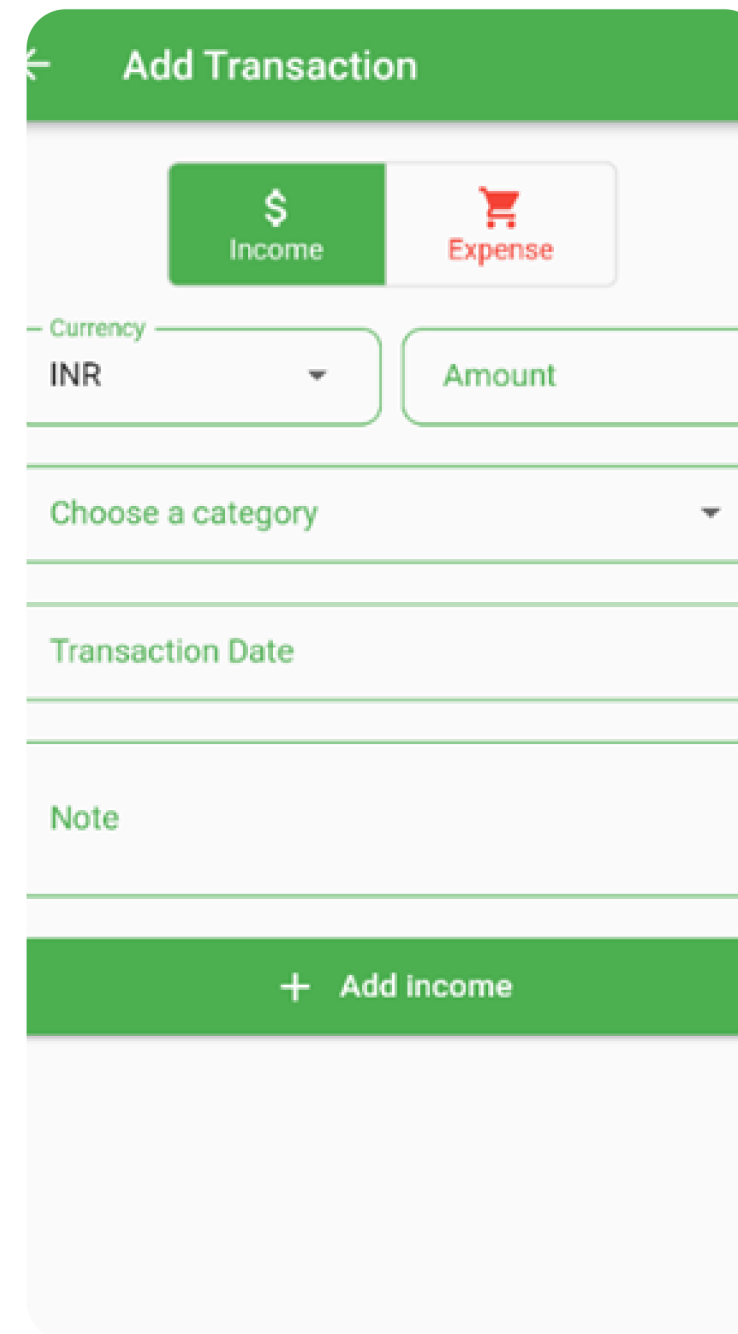 Add Transaction
$
Income Expense
Currency
INR Amount
Choose a category
Transaction Date
Note
+ Add income